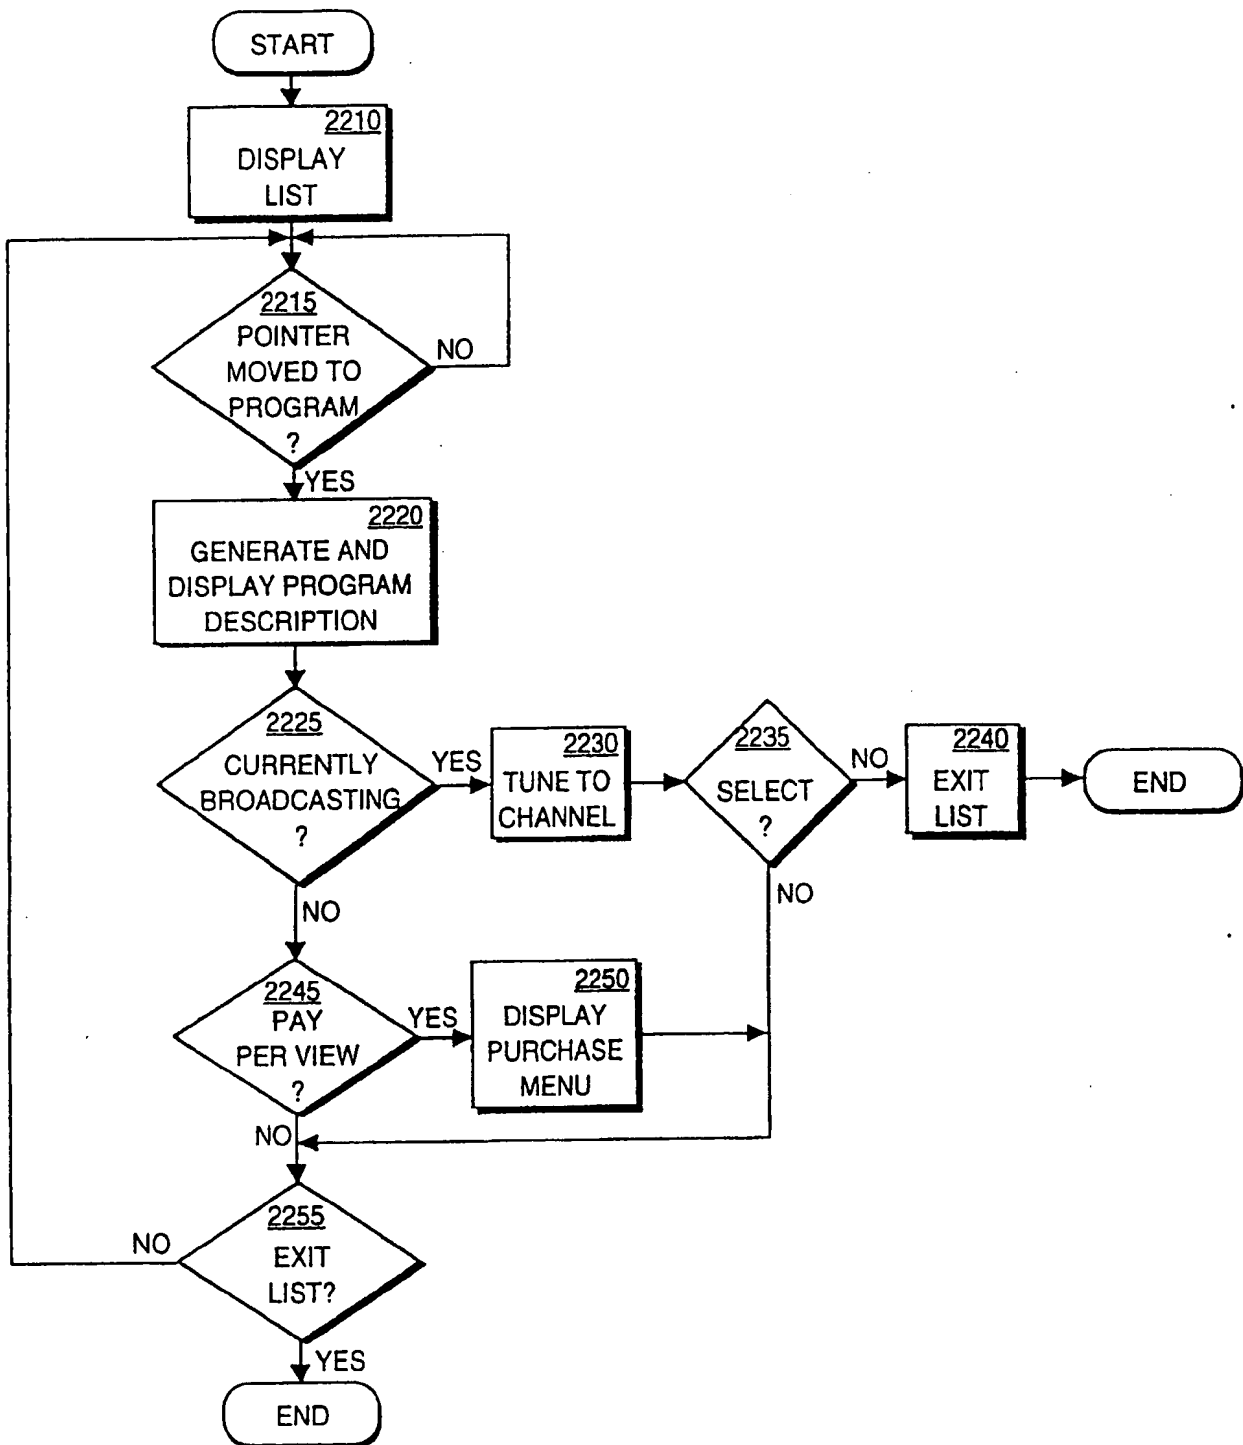 START
2210
DISPLAY
LIST
2215
POINTER
MOVED TO
PROGRAM
?
NO
YES
2220
GENERATE AND
DISPLAY PROGRAM
DESCRIPTION
2225
CURRENTLY
BROADCASTING
?
YES
NO
2230
TUNE TO
CHANNEL
2235
SELECT
?
NO
NO
2240
EXIT
LIST
END
2245
PAY
PER VIEW
?
YES
NO
2250
DISPLAY
PURCHASE
MENU
2255
EXIT
LIST?
NO
YES
END